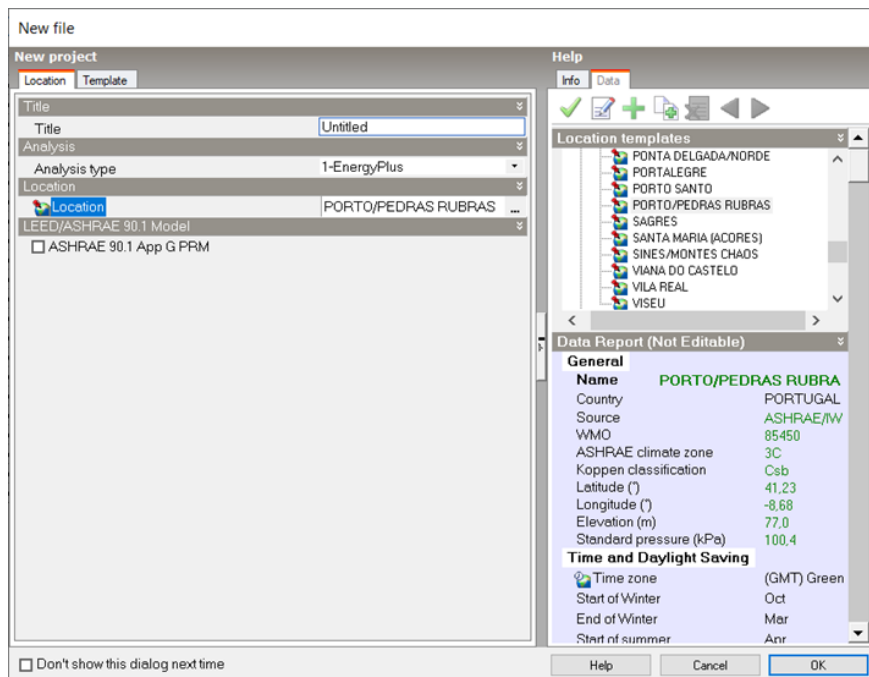 New file
New project
Location Template
Title
Title Untitled
Analysis
Analysis type 1-EnergyPlus
Location
Location PORTO/PEDRAS RUBRAS ...
LEED/ASHRAE 90.1 Model
ASHRAE 90.1 App G PRM
Don't show this dialog next time
Help
Info Data
Location templates
PONTA DELGADA/NORDE
PORTALEGRE
PORTO SANTO
PORTO/PEDRAS RUBRAS
SAGRES
SANTA MARIA (ACORES)
SINES/MONTES CHAOS
VIANA DO CASTELO
VILA REAL
VISEU
Data Report (Not Editable)
General
Name PORTO/PEDRAS RUBRA
Country PORTUGAL
Source ASHRAE/IW
WMO 85450
ASHRAE climate zone 3C
Koppen classification Csb
Latitude (°) 41,23
Longitude (°) -8,68
Elevation (m) 77,0
Standard pressure (kPa) 100,4
Time and Daylight Saving
Time zone (GMT) Green
Start of Winter Oct
End of Winter Mar
Start of summer Apr
Help Cancel OK